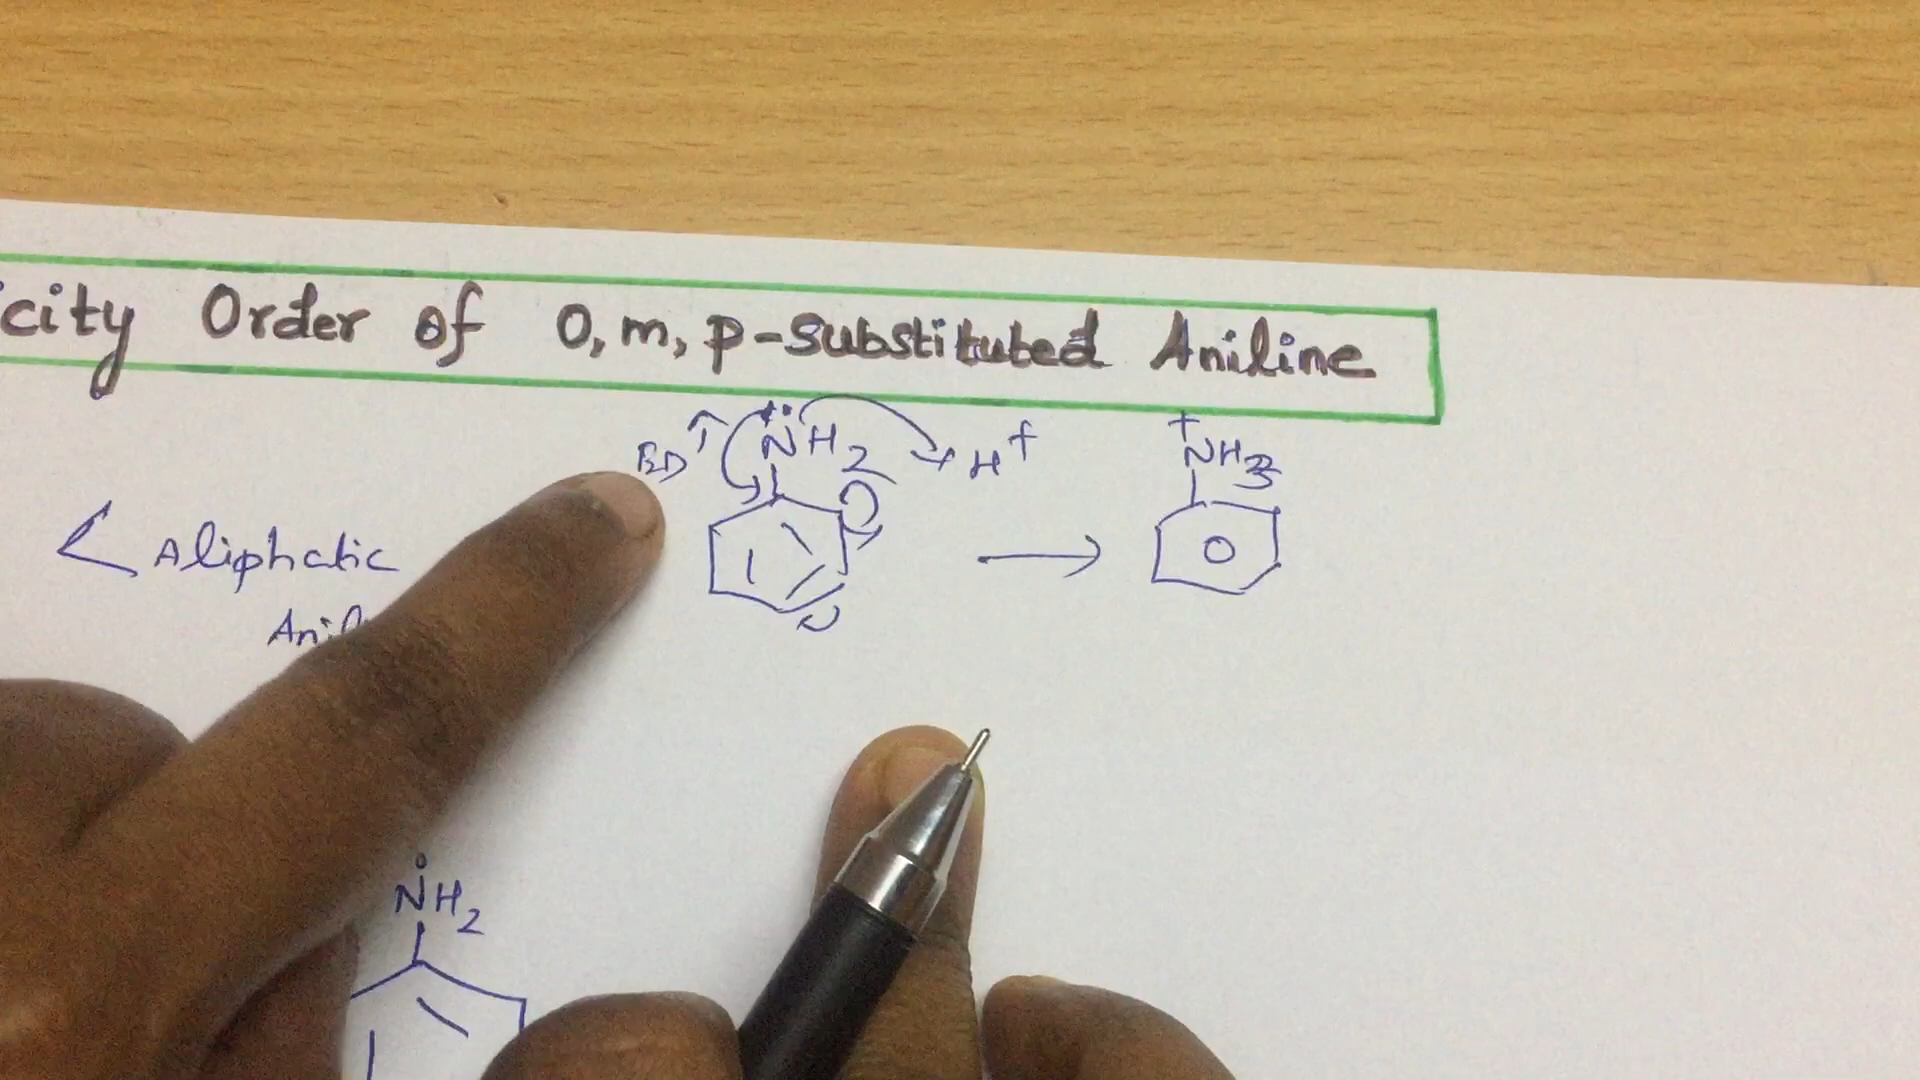 city Order of O, m, p-substituted Aniline
BD↑ NH2 H+ +NH3
< Aliphatic
NH2